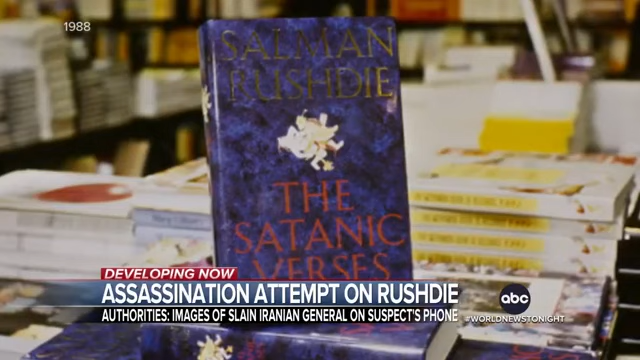 1988
SALMAN
RUSHDIE
THE
SATANIC
VERSES
DEVELOPING NOW
ASSASSINATION ATTEMPT ON RUSHDIE
AUTHORITIES: IMAGES OF SLAIN IRANIAN GENERAL ON SUSPECT'S PHONE
abc
#WORLDNEWSTONIGHT